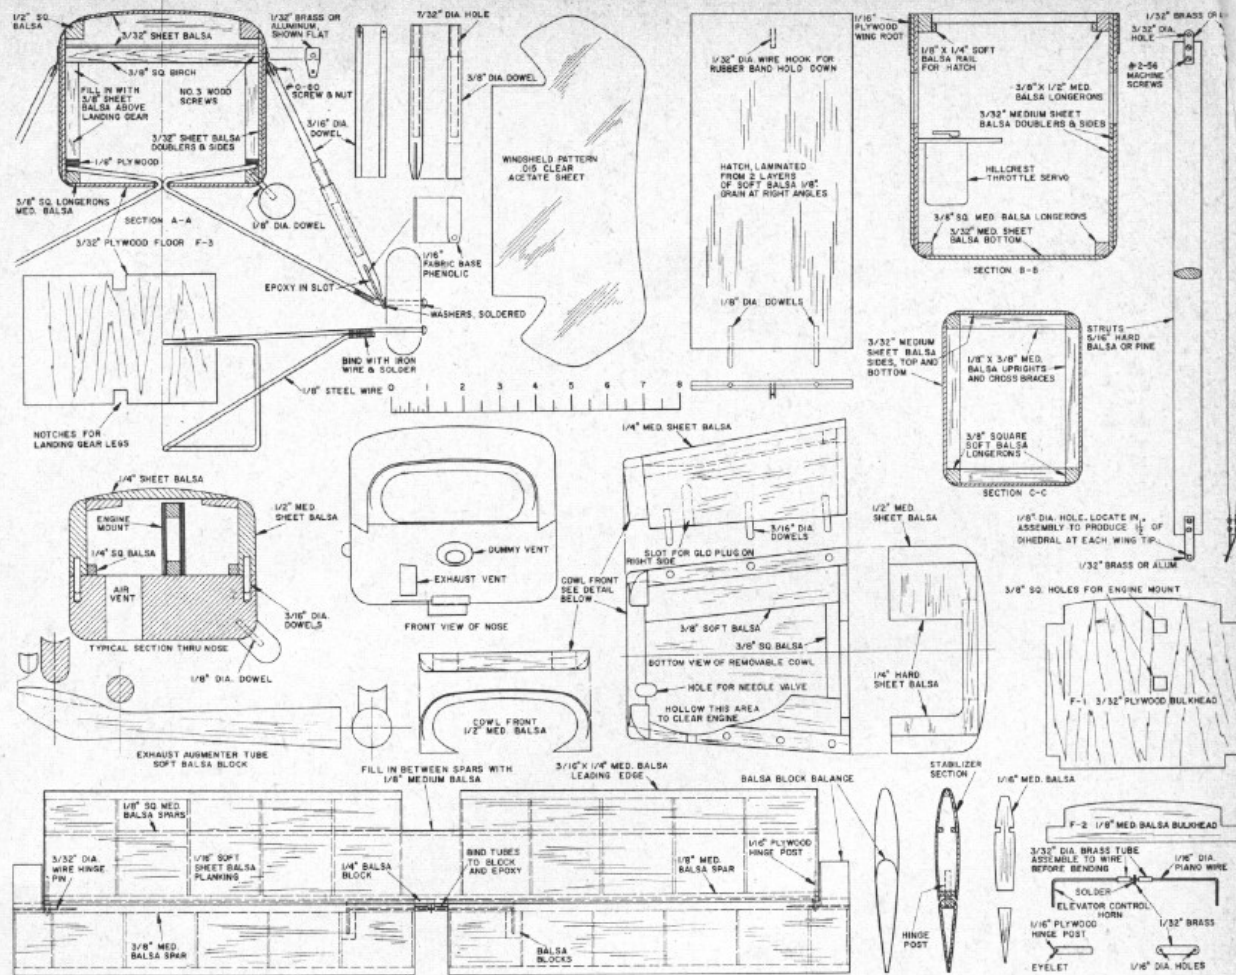 1/2" SQ.
BALSA
3/32" SHEET BALSA
3/8" SQ. BIRCH
FILL IN WITH
3/8" SHEET
BALSA ABOVE
LANDING GEAR
NO. 3 WOOD
SCREWS
3/32" SHEET BALSA
DOUBLERS & SIDES
1/8" PLYWOOD
3/8" SQ. LONGERONS
MED. BALSA
SECTION A-A
1/8" DIA. DOWEL
3/32" PLYWOOD FLOOR F-3
1/32" BRASS OR
ALUMINUM,
SHOWN FLAT
#0-80
SCREW & NUT
3/16" DIA.
DOWEL
7/32" DIA. HOLE
3/8" DIA. DOWEL
1/16"
FABRIC BASE
PHENOLIC
EPOXY IN SLOT
WASHERS, SOLDERED
BIND WITH IRON
WIRE & SOLDER
1/8" STEEL WIRE
NOTCHES FOR
LANDING GEAR LEGS
WINDSHIELD PATTERN
.015 CLEAR
ACETATE SHEET
0 1 2 3 4 5 6 7 8
1/32" DIA. WIRE HOOK FOR
RUBBER BAND HOLD DOWN
HATCH, LAMINATED
FROM 2 LAYERS
OF SOFT BALSA 1/8".
GRAIN AT RIGHT ANGLES
1/8" DIA. DOWELS
1/16"
PLYWOOD
WING ROOT
1/8" X 1/4" SOFT
BALSA RAIL
FOR HATCH
3/8" X 1/2" MED.
BALSA LONGERONS
3/32" MEDIUM SHEET
BALSA DOUBLERS & SIDES
HILLCREST
THROTTLE SERVO
3/8" SQ. MED. BALSA LONGERONS
3/32" MED. SHEET
BALSA BOTTOM
SECTION B-B
1/32" BRASS OR
3/32" DIA.
HOLE
#2-56
MACHINE
SCREWS
STRUTS
5/16" HARD
BALSA OR PINE
3/32" MEDIUM
SHEET BALSA
SIDES, TOP AND
BOTTOM
1/8" X 3/8" MED.
BALSA UPRIGHTS
AND CROSS BRACES
3/8" SQUARE
SOFT BALSA
LONGERONS
SECTION C-C
1/8" DIA. HOLE. LOCATE IN
ASSEMBLY TO PRODUCE 1 1/2" OF
DIHEDRAL AT EACH WING TIP
1/32" BRASS OR ALUM.
1/4" SHEET BALSA
ENGINE
MOUNT
1/4" SQ. BALSA
AIR
VENT
1/2" MED.
SHEET BALSA
3/16" DIA.
DOWELS
TYPICAL SECTION THRU NOSE
1/8" DIA. DOWEL
EXHAUST AUGMENTER TUBE
SOFT BALSA BLOCK
DUMMY VENT
EXHAUST VENT
FRONT VIEW OF NOSE
COWL FRONT
SEE DETAIL
BELOW
COWL FRONT
1/2" MED. BALSA
1/4" MED. SHEET BALSA
SLOT FOR GLO PLUG ON
RIGHT SIDE
3/16" DIA.
DOWELS
3/8" SOFT BALSA
3/8" SQ. BALSA
BOTTOM VIEW OF REMOVABLE COWL
HOLE FOR NEEDLE VALVE
HOLLOW THIS AREA
TO CLEAR ENGINE
1/2" MED.
SHEET BALSA
1/4" HARD
SHEET BALSA
3/8" SQ. HOLES FOR ENGINE MOUNT
F-1 3/32" PLYWOOD BULKHEAD
FILL IN BETWEEN SPARS WITH
1/8" MEDIUM BALSA
3/16" X 1/4" MED. BALSA
LEADING EDGE
BALSA BLOCK BALANCE
STABILIZER
SECTION
1/16" MED. BALSA
1/8" SQ. MED.
BALSA SPARS
3/32" DIA.
WIRE HINGE
PIN
1/16" SOFT
SHEET BALSA
PLANKING
1/4" BALSA
BLOCK
BIND TUBES
TO BLOCK
AND EPOXY
1/8" MED.
BALSA SPAR
1/16" PLYWOOD
HINGE POST
3/8" MED.
BALSA SPAR
BALSA
BLOCKS
HINGE
POST
F-2 1/8" MED. BALSA BULKHEAD
3/32" DIA. BRASS TUBE
ASSEMBLE TO WIRE
BEFORE BENDING
1/16" DIA.
PIANO WIRE
SOLDER
ELEVATOR CONTROL
HORN
1/16" PLYWOOD
HINGE POST
1/32" BRASS
EYELET
1/16" DIA. HOLES